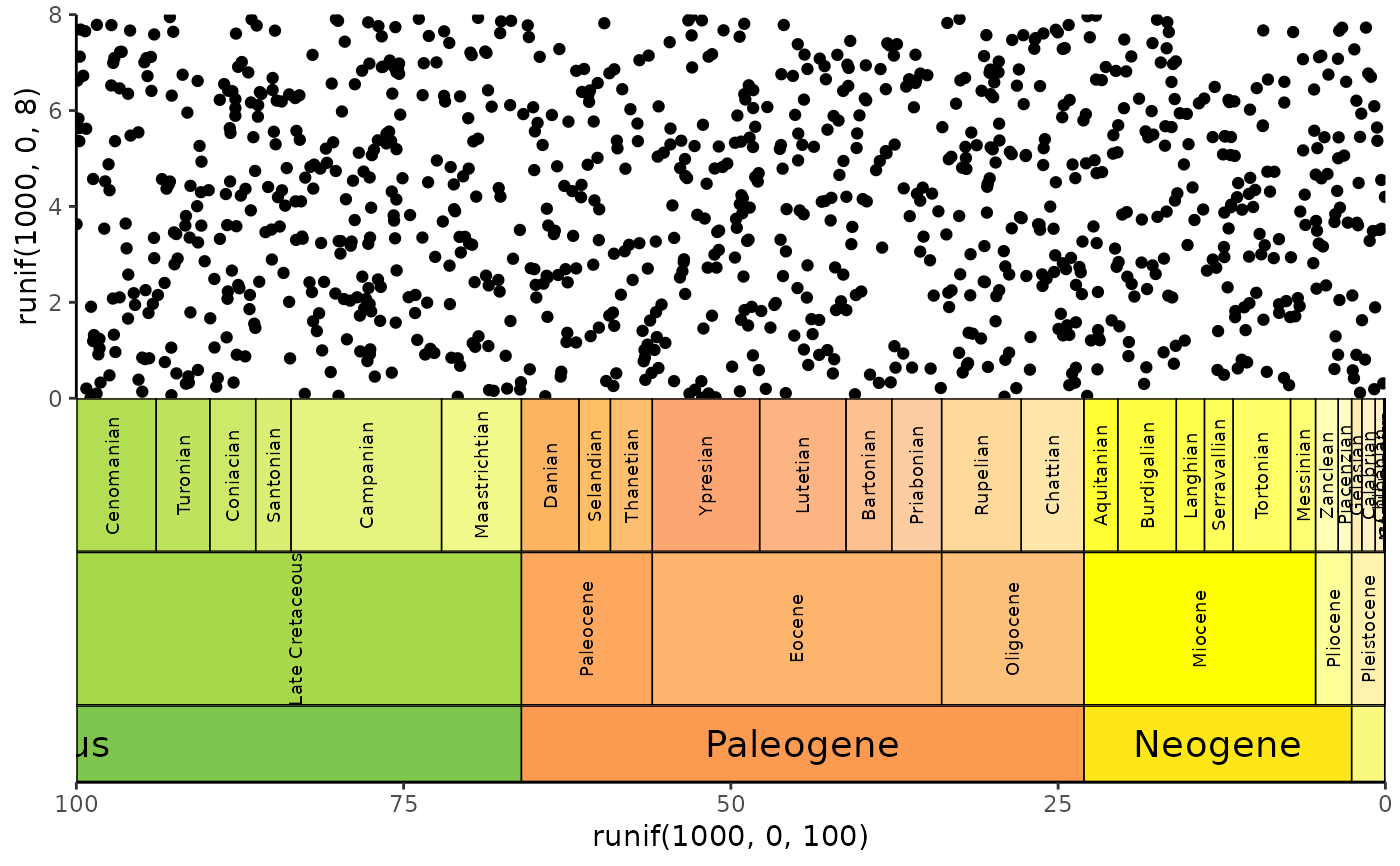 8
6
4
2
0
runif(1000, 0, 8)
Cenomanian
Turonian
Coniacian
Santonian
Campanian
Maastrichtian
Danian
Selandian
Thanetian
Ypresian
Lutetian
Bartonian
Priabonian
Rupelian
Chattian
Aquitanian
Burdigalian
Langhian
Serravallian
Tortonian
Messinian
Zanclean
Piacenzian
Gelasian
Calabrian
Late Cretaceous
Paleocene
Eocene
Oligocene
Miocene
Pliocene
Pleistocene
us
Paleogene
Neogene
100
75
50
25
0
runif(1000, 0, 100)